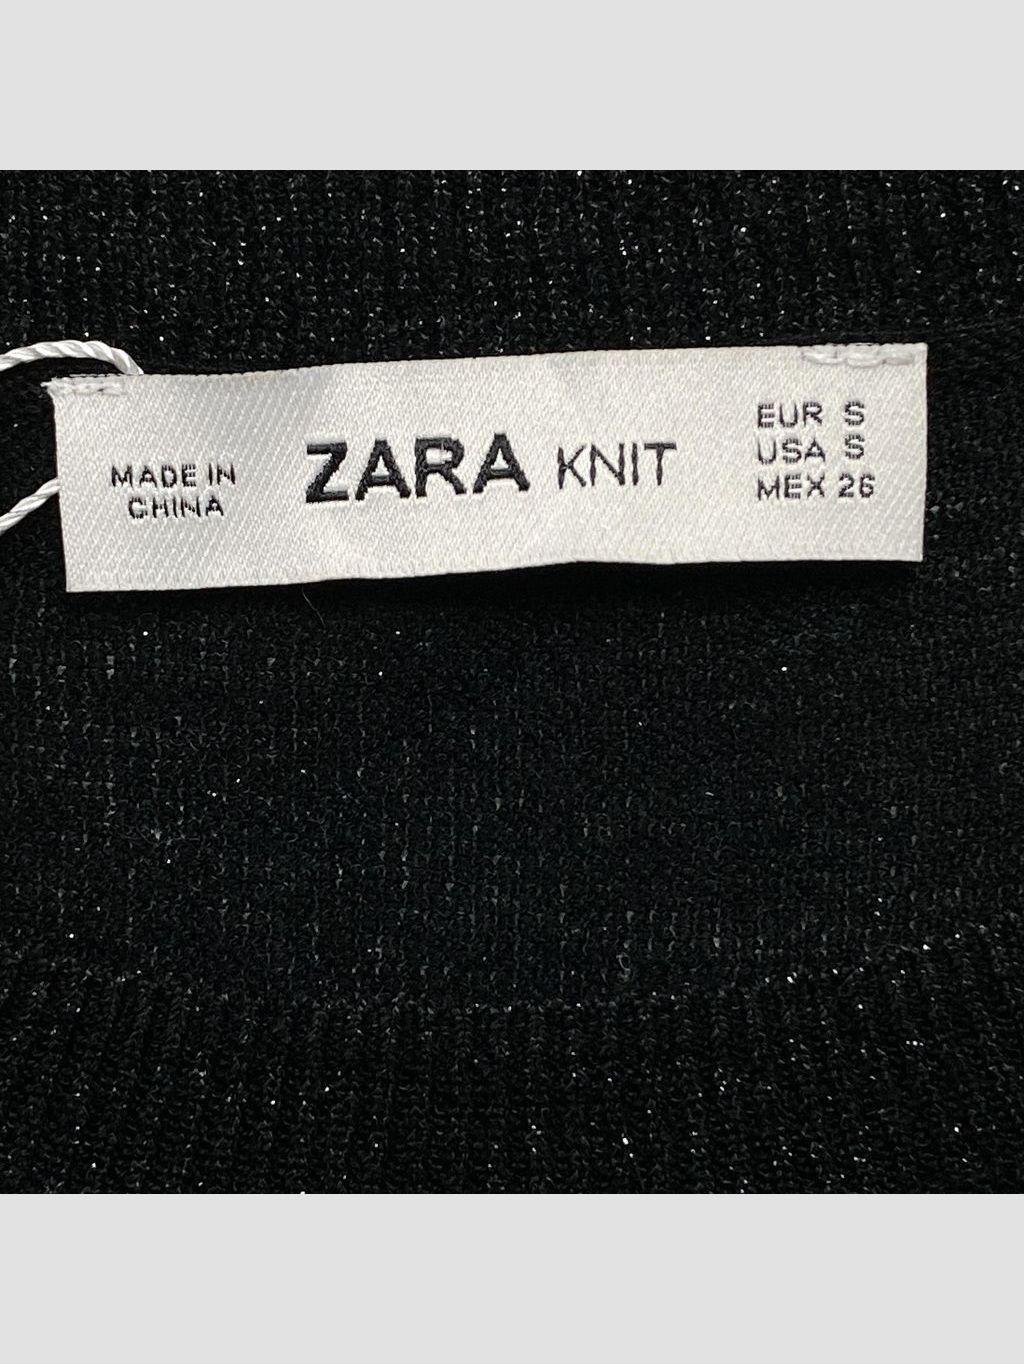 MADE IN
CHINA
ZARA KNIT
EUR S
USA S
MEX 26